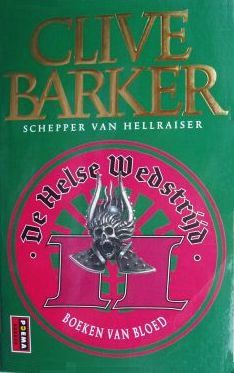 CLIVE
BARKER
SCHEPPER VAN HELLRAISER
· De Helse Wedstrijd ·
II
BOEKEN VAN BLOED
POEMA